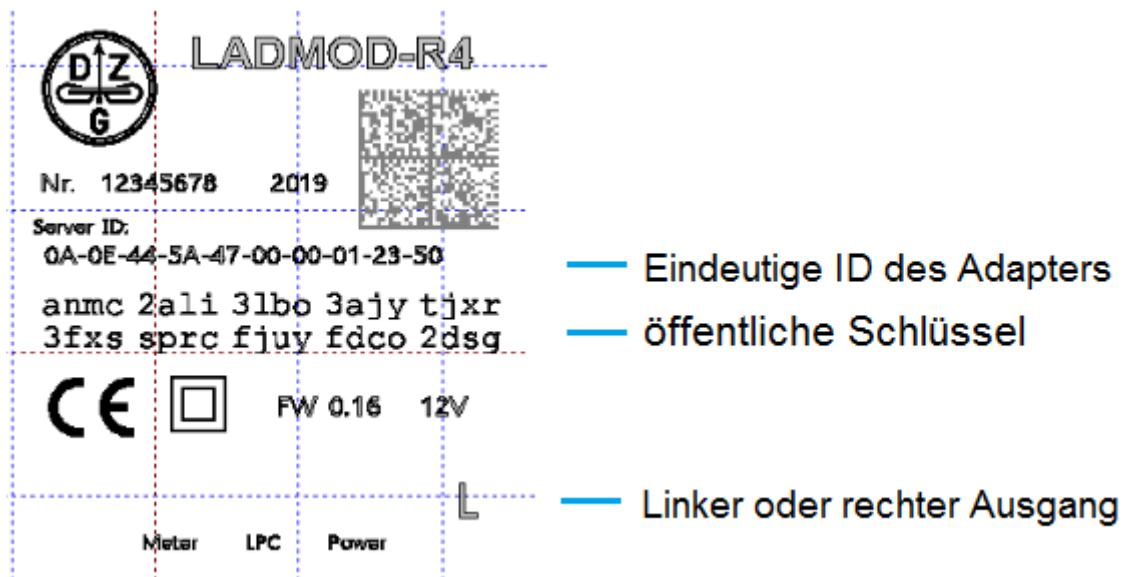 LADMOD-R4
D Z
G
Nr. 12345678 2019
Server ID:
0A-0E-44-5A-47-00-00-01-23-50
Eindeutige ID des Adapters
anmc 2ali 3lbo 3ajy tjxr
3fxs sprc fjuy fdco 2dsg
öffentliche Schlüssel
CE FW 0.16 12V
L
Linker oder rechter Ausgang
Meter LPC Power